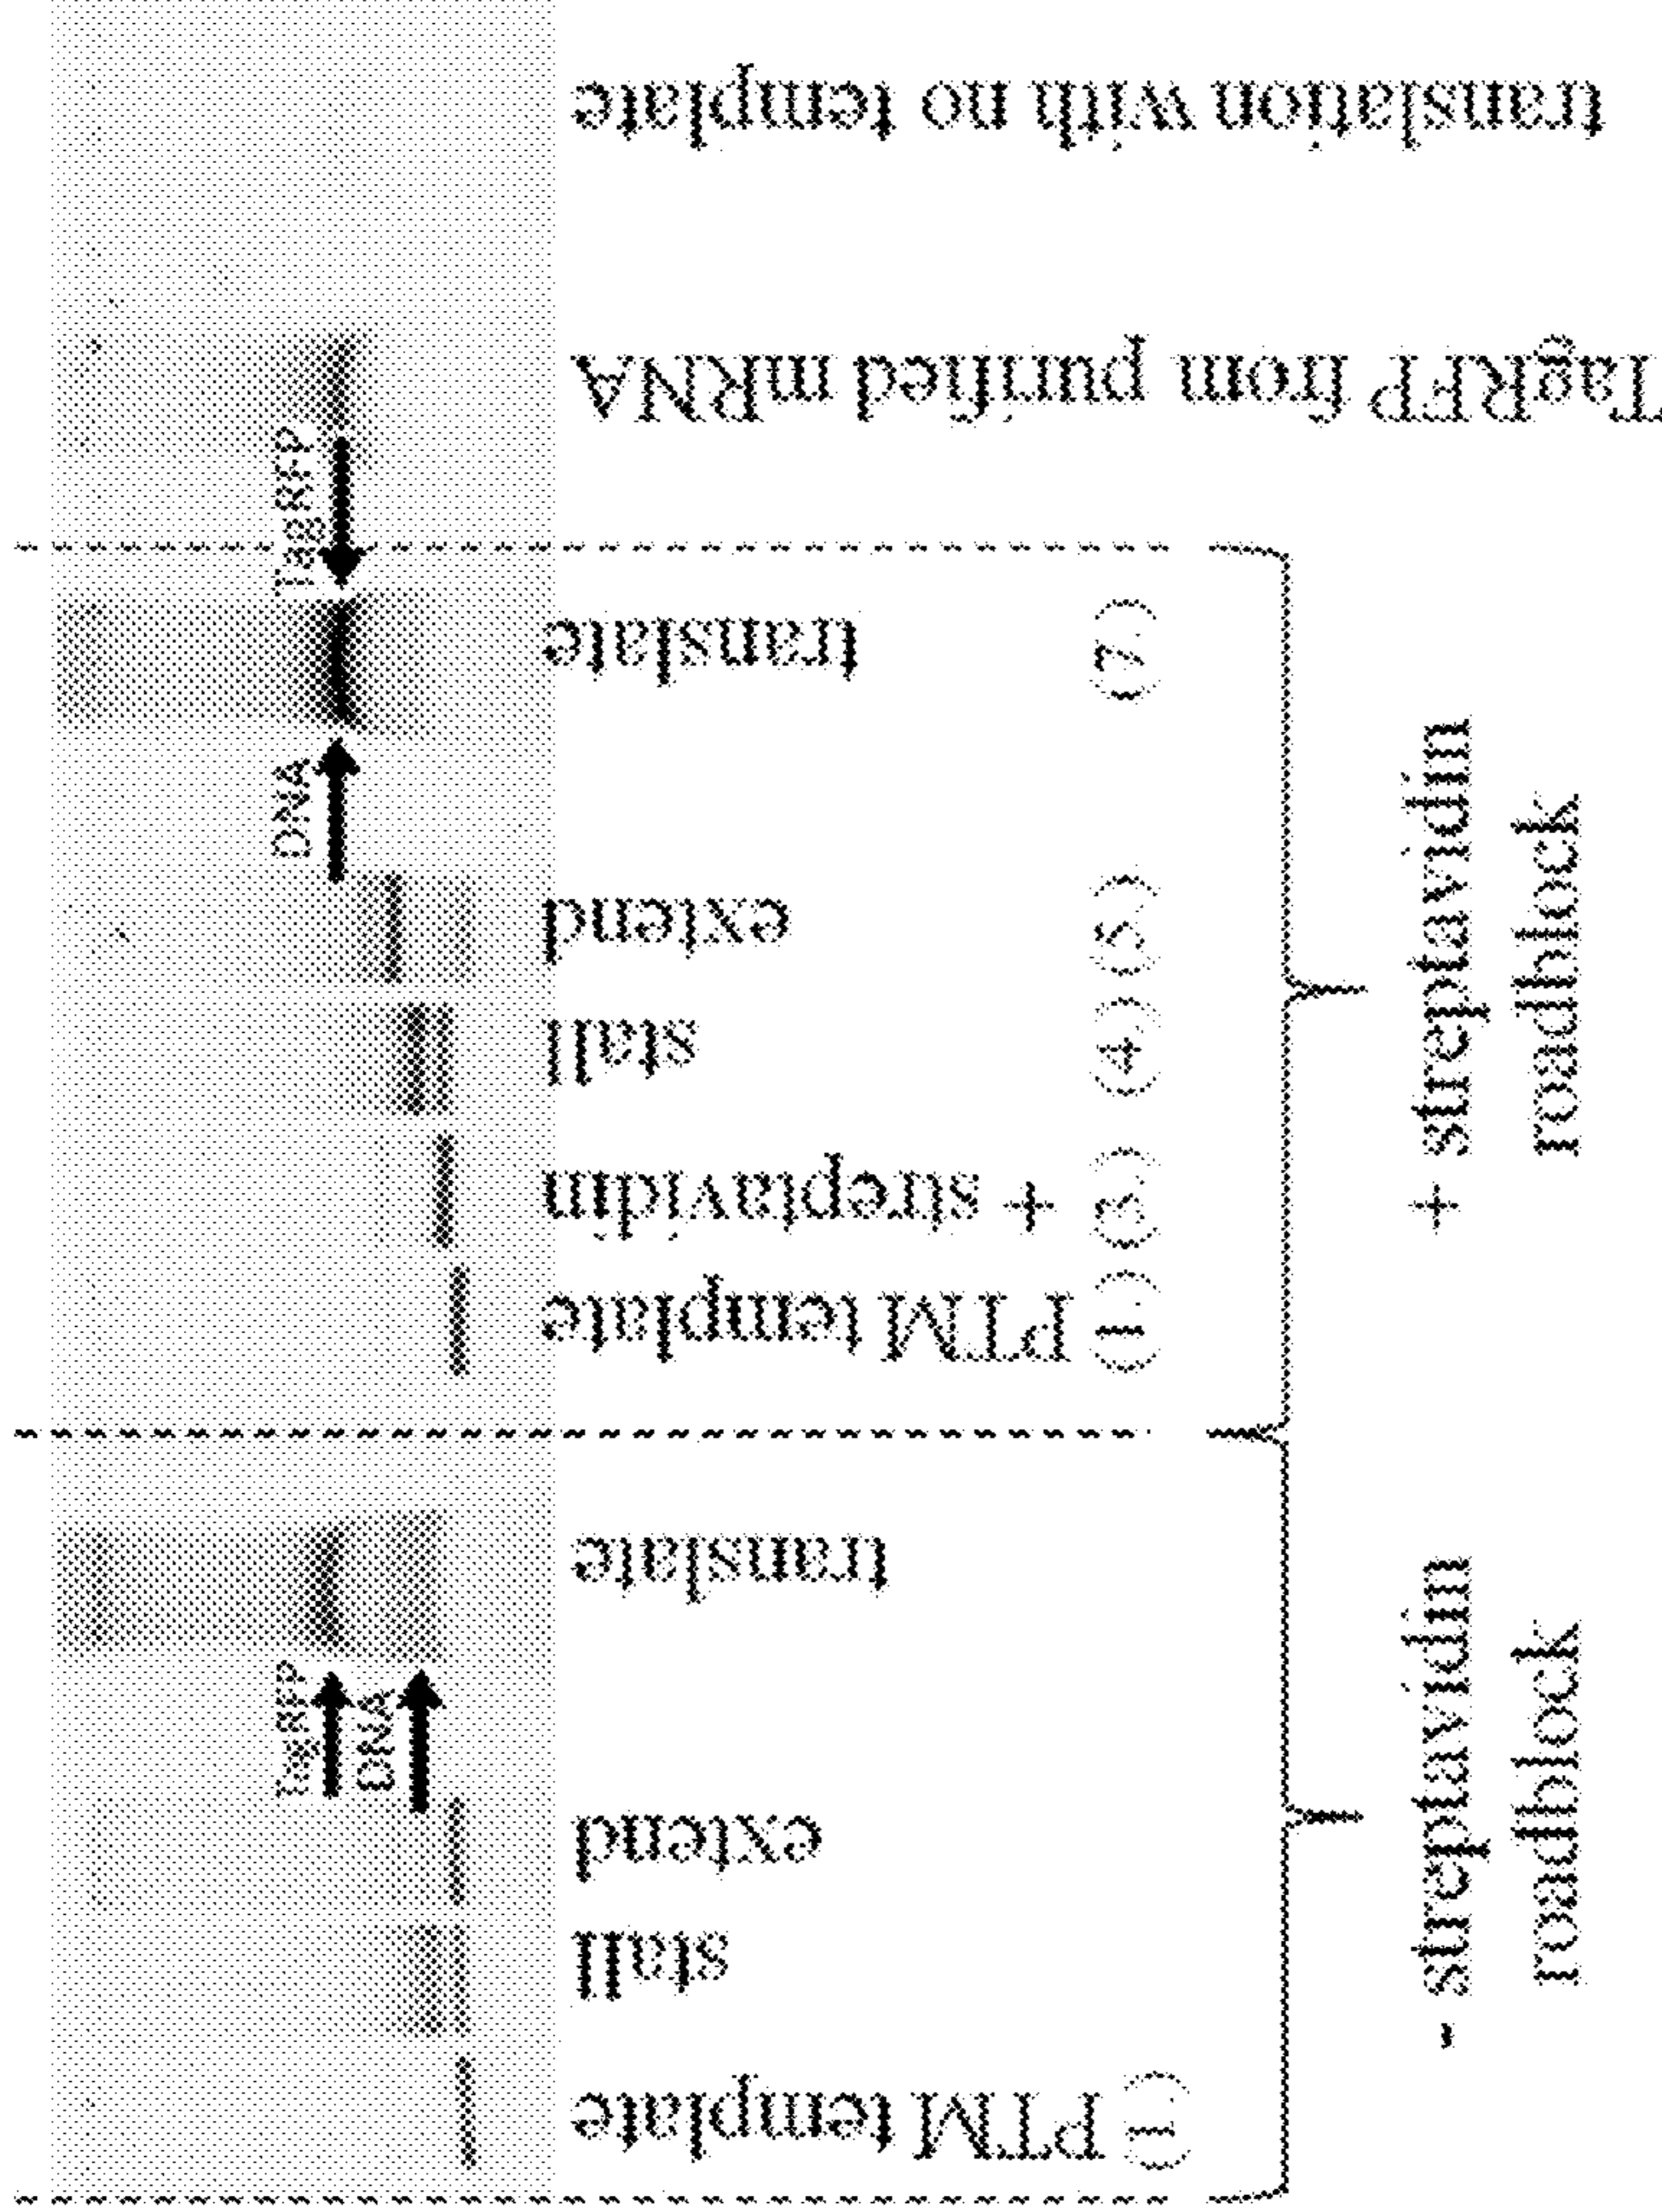 PTM template (1.)
stall
extend
TagRFP
DNA
translate
- streptavidin
roadblock
PTM template (1.)
+ streptavidin (3.)
stall (4.)
extend (5.)
DNA
translate (7.)
TagRFP
+ streptavidin
roadblock
TagRFP from purified mRNA
translation with no template